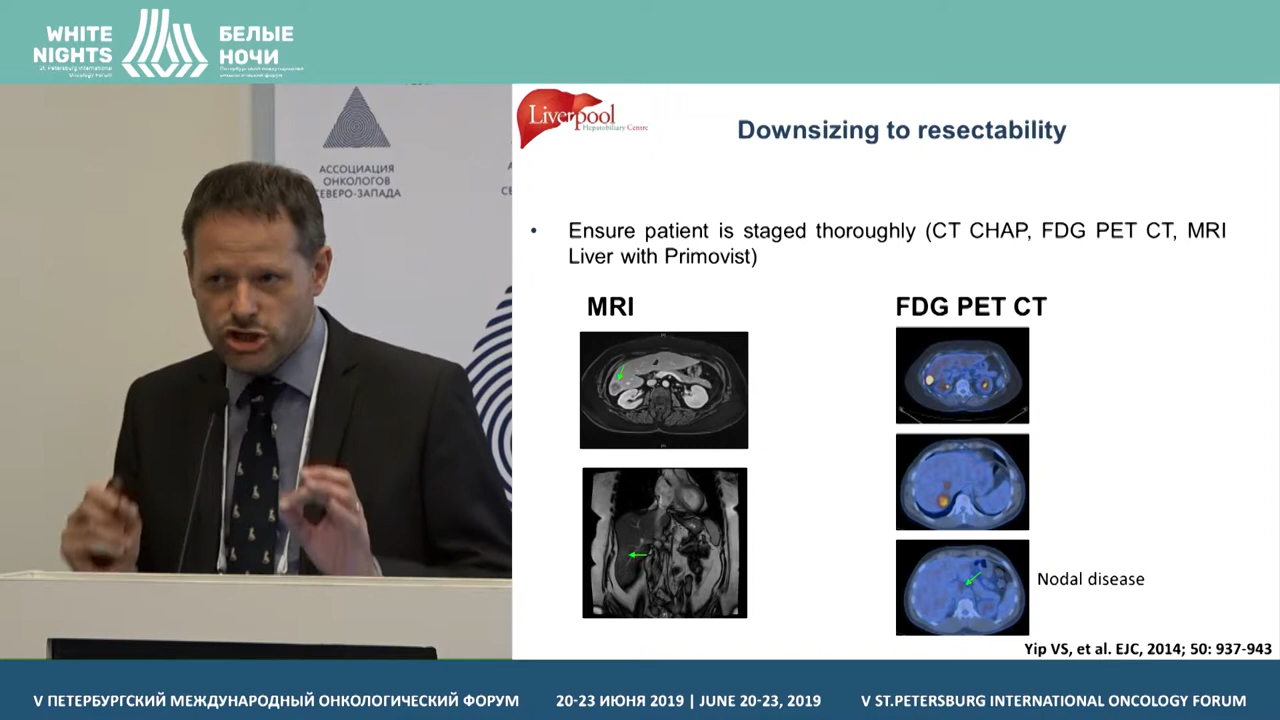 WHITE
NIGHTS
St. Petersburg International
Oncology Forum
БЕЛЫЕ
НОЧИ
Петербургский международный
онкологический форум
АССОЦИАЦИЯ
ОНКОЛОГОВ
СЕВЕРО-ЗАПАДА
Liverpool
Hepatobiliary Centre
Downsizing to resectability
• Ensure patient is staged thoroughly (CT CHAP, FDG PET CT, MRI
Liver with Primovist)
MRI
FDG PET CT
Nodal disease
Yip VS, et al. EJC, 2014; 50: 937-943
V ПЕТЕРБУРГСКИЙ МЕЖДУНАРОДНЫЙ ОНКОЛОГИЧЕСКИЙ ФОРУМ
20-23 ИЮНЯ 2019 | JUNE 20-23, 2019
V ST.PETERSBURG INTERNATIONAL ONCOLOGY FORUM